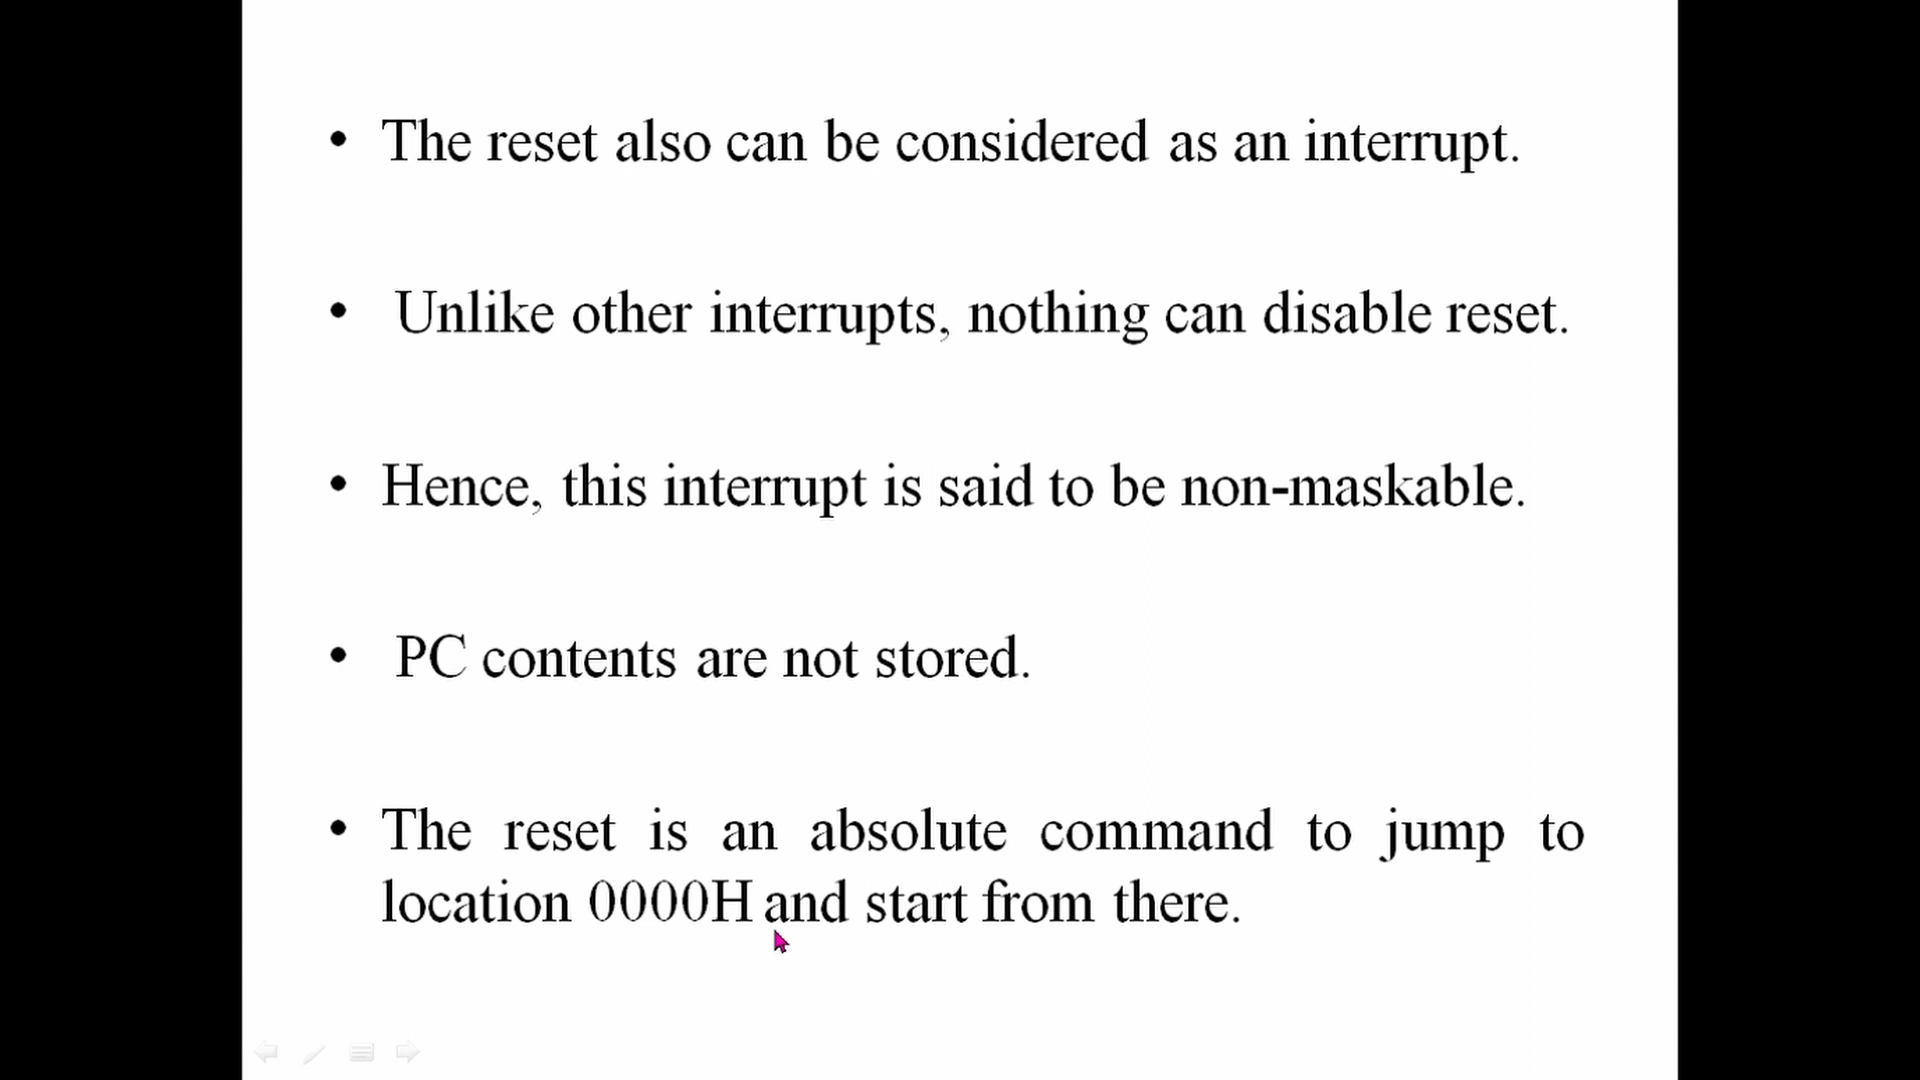 • The reset also can be considered as an interrupt.
• Unlike other interrupts, nothing can disable reset.
• Hence, this interrupt is said to be non-maskable.
• PC contents are not stored.
• The reset is an absolute command to jump to
location 0000H and start from there.